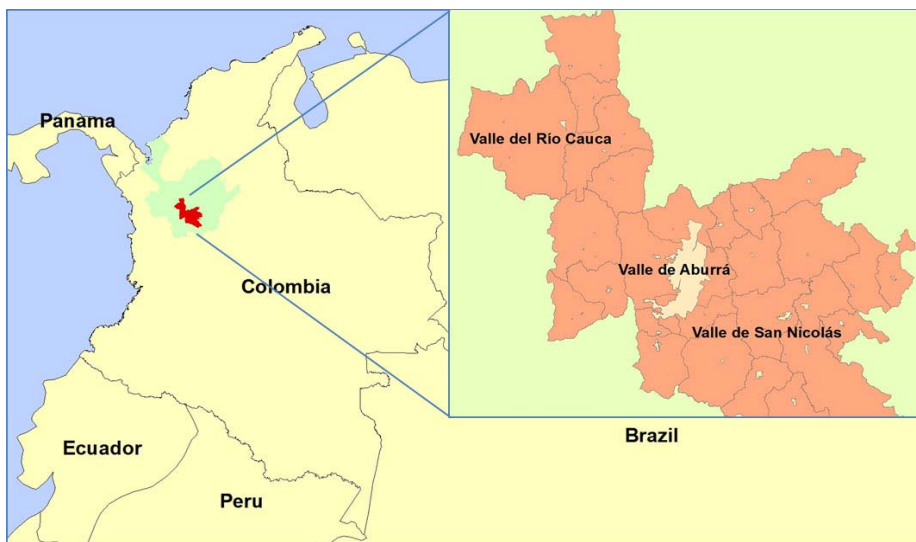 Panama
Colombia
Ecuador
Peru
Brazil
Valle del Río Cauca
Valle de Aburrá
Valle de San Nicolás